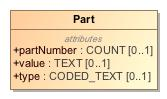 Part
attributes
+partNumber : COUNT [0..1]
+value : TEXT [0..1]
+type : CODED_TEXT [0..1]